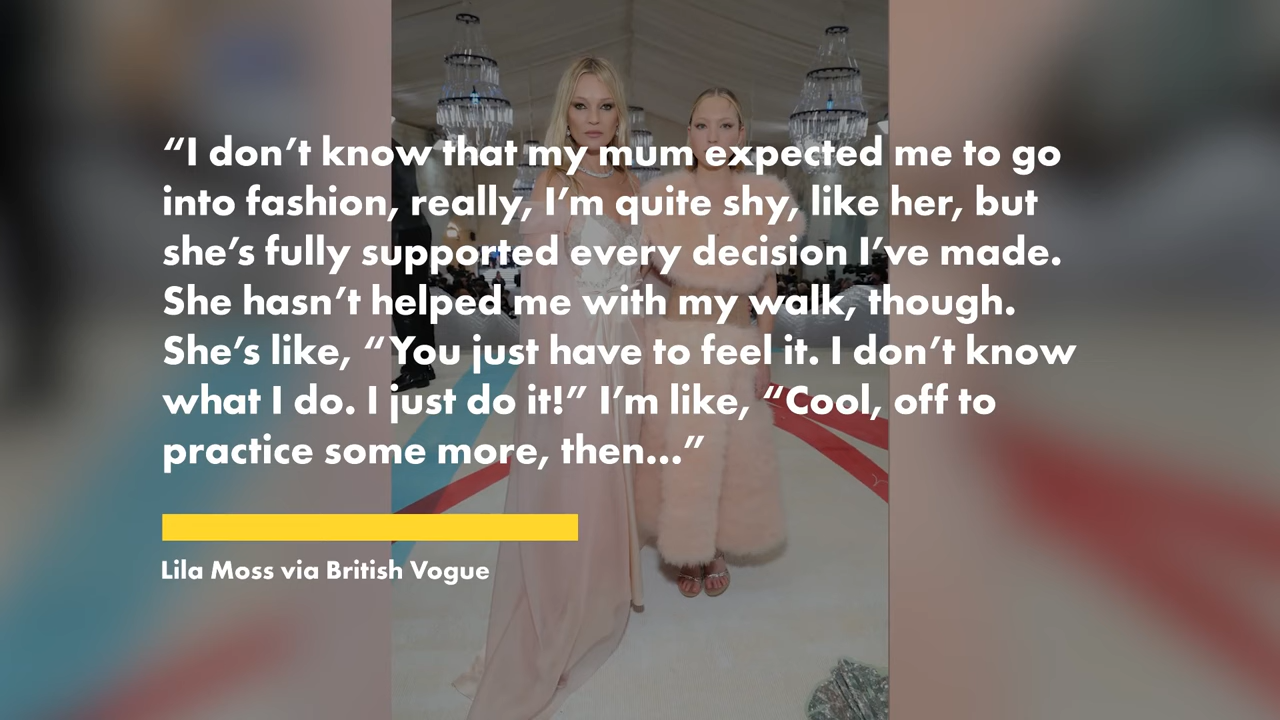 “I don’t know that my mum expected me to go
into fashion, really, I’m quite shy, like her, but
she’s fully supported every decision I’ve made.
She hasn’t helped me with my walk, though.
She’s like, “You just have to feel it. I don’t know
what I do. I just do it!” I’m like, “Cool, off to
practice some more, then...”
Lila Moss via British Vogue